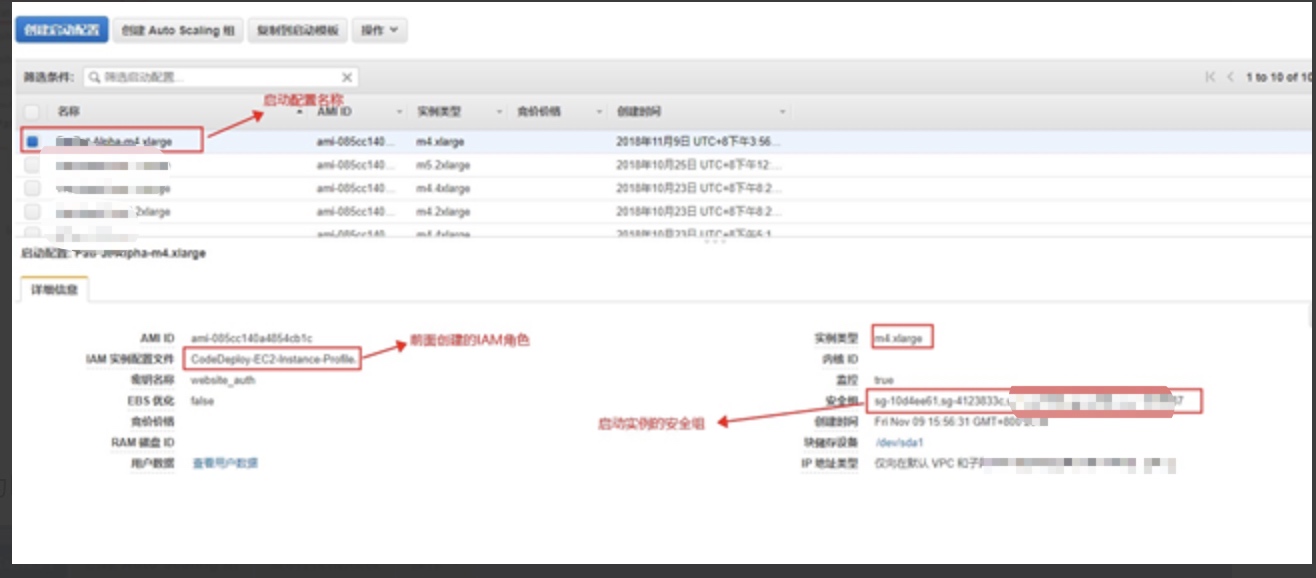 创建启动配置 创建 Auto Scaling 组 复制到启动模板 操作
筛选条件: 筛选启动配置... 1 to 10 of 10
启动配置名称
名称 AMI ID 实例类型 竞价价格 创建时间
-Alpha-m4.xlarge ami-085cc140... m4.xlarge 2018年11月9日 UTC+8下午3:56...
ami-085cc140... m5.2xlarge 2018年10月25日 UTC+8下午12:...
ami-085cc140... m4.4xlarge 2018年10月23日 UTC+8下午8:2...
2xlarge ami-085cc140... m4.2xlarge 2018年10月23日 UTC+8下午8:2...
ami-085cc140... m4.4xlarge 2018年10月23日 UTC+8下午5:1...
启动配置: Alpha-m4.xlarge
详细信息
AMI ID ami-085cc140a4854cb1c 实例类型 m4.xlarge
前面创建的IAM角色
IAM 实例配置文件 CodeDeploy-EC2-Instance-Profile. 内核 ID
密钥名称 website_auth 监控 true
EBS 优化 false 安全组 sg-10d4ee61,sg-4123833c,
启动实例的安全组
竞价价格 创建时间 Fri Nov 09 15:56:31 GMT+800
RAM 磁盘 ID 块储存设备 /dev/sda1
用户数据 查看用户数据 IP 地址类型 仅向在默认 VPC 和子